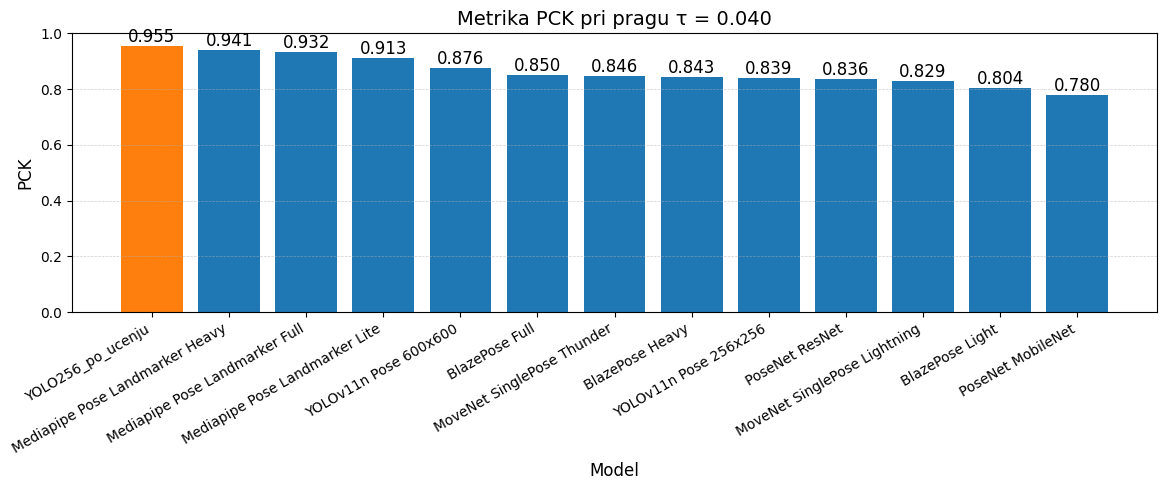 Metrika PCK pri pragu τ = 0.040
PCK
1.0
0.8
0.6
0.4
0.2
0.0
0.955
0.941
0.932
0.913
0.876
0.850
0.846
0.843
0.839
0.836
0.829
0.804
0.780
YOLO256_po_ucenju
Mediapipe Pose Landmarker Heavy
Mediapipe Pose Landmarker Full
Mediapipe Pose Landmarker Lite
YOLOv11n Pose 600x600
BlazePose Full
MoveNet SinglePose Thunder
BlazePose Heavy
YOLOv11n Pose 256x256
PoseNet ResNet
MoveNet SinglePose Lightning
BlazePose Light
PoseNet MobileNet
Model